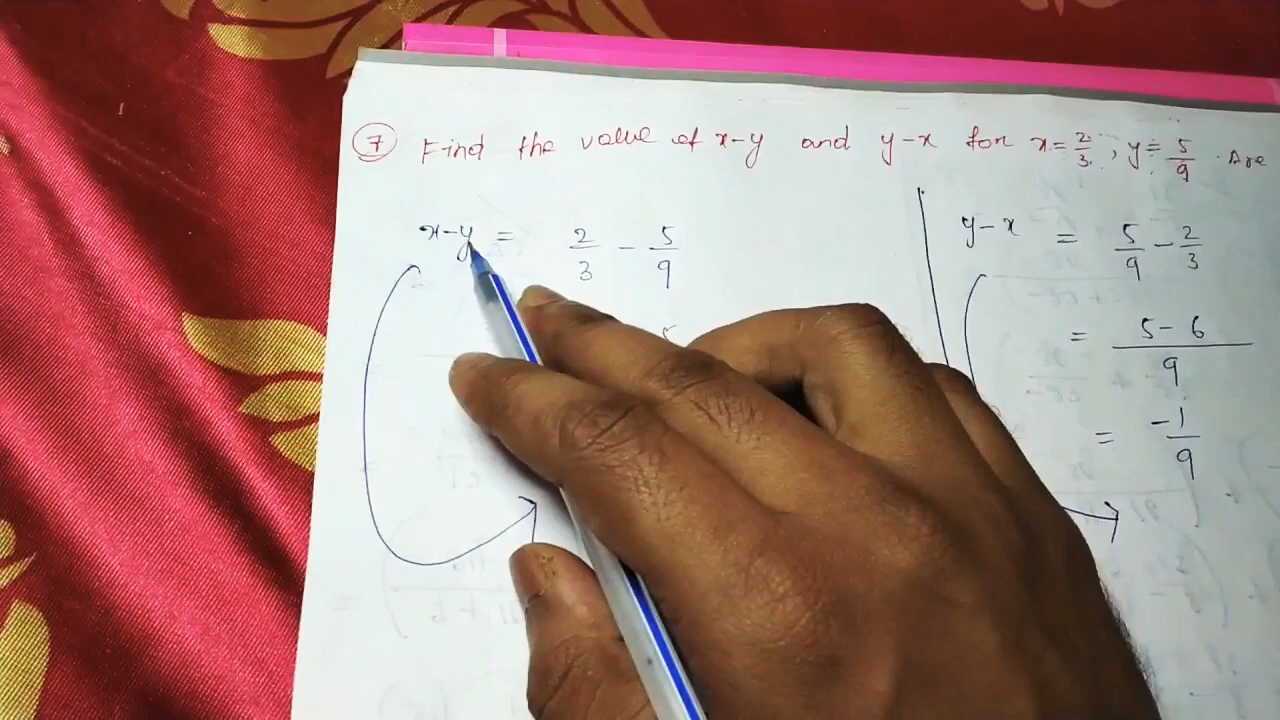 ⑦ Find the value of x-y and y-x for x=2/3, y=5/9. Are
x-y = 2/3 - 5/9
5
y-x = 5/9 - 2/3
= 5-6/9
= -1/9